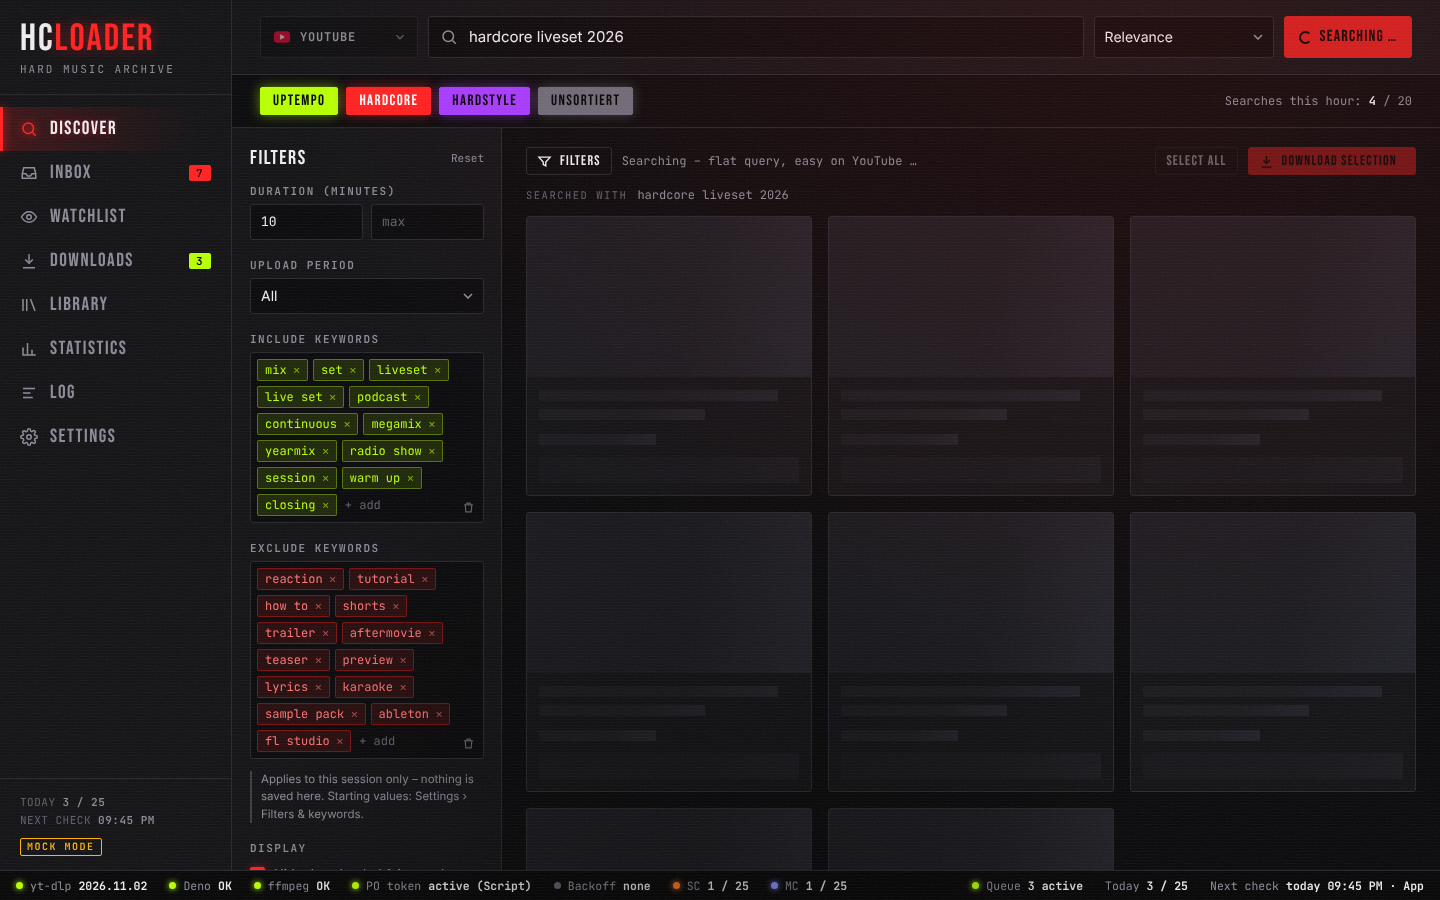 HCLOADER
HARD MUSIC ARCHIVE
DISCOVER
INBOX 7
WATCHLIST
DOWNLOADS 3
LIBRARY
STATISTICS
LOG
SETTINGS
TODAY 3 / 25
NEXT CHECK 09:45 PM
MOCK MODE
YOUTUBE
hardcore liveset 2026
Relevance
SEARCHING …
UPTEMPO HARDCORE HARDSTYLE UNSORTIERT
Searches this hour: 4 / 20
FILTERS Reset
DURATION (MINUTES)
10 max
UPLOAD PERIOD
All
INCLUDE KEYWORDS
mix × set × liveset ×
live set × podcast ×
continuous × megamix ×
yearmix × radio show ×
session × warm up ×
closing × + add
EXCLUDE KEYWORDS
reaction × tutorial ×
how to × shorts ×
trailer × aftermovie ×
teaser × preview ×
lyrics × karaoke ×
sample pack × ableton ×
fl studio × + add
Applies to this session only – nothing is
saved here. Starting values: Settings ›
Filters & keywords.
DISPLAY
FILTERS Searching – flat query, easy on YouTube …
SELECT ALL DOWNLOAD SELECTION
SEARCHED WITH hardcore liveset 2026
yt-dlp 2026.11.02 Deno OK ffmpeg OK PO token active (Script) Backoff none SC 1 / 25 MC 1 / 25 Queue 3 active Today 3 / 25 Next check today 09:45 PM · App